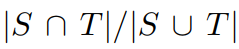 |S ∩ T|/|S ∪ T|